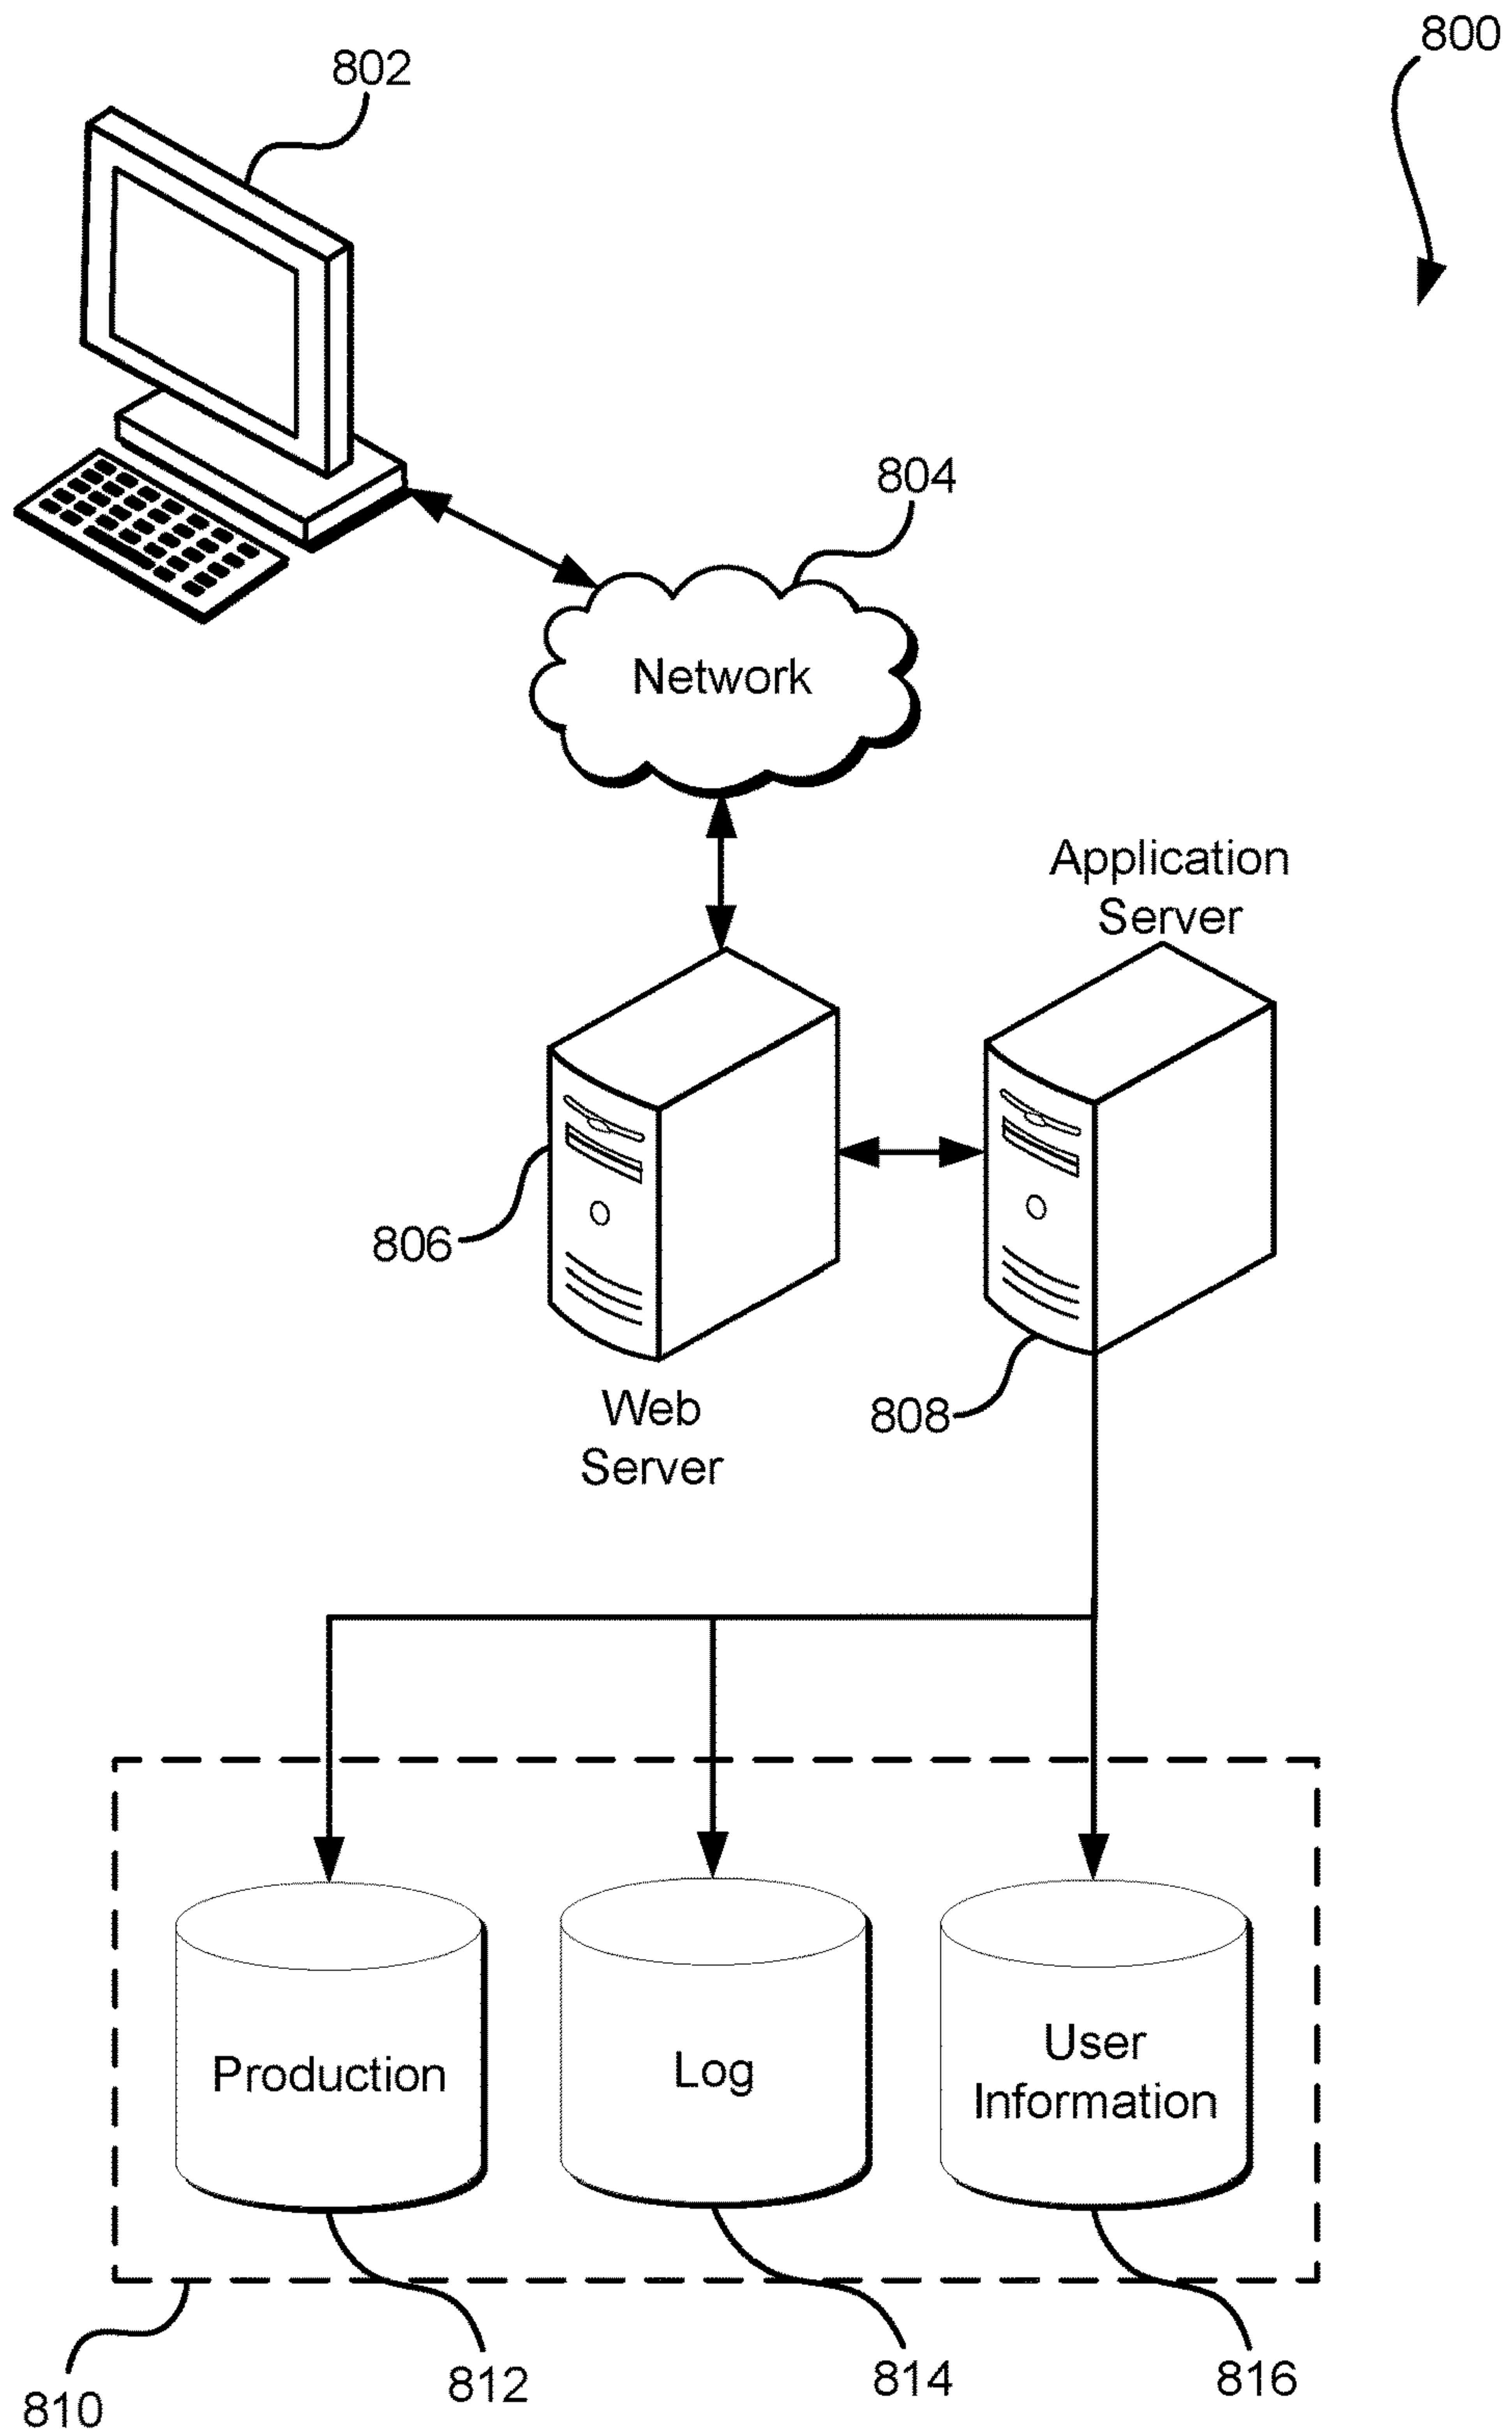 800
802
804
Network
Application
Server
806
808
Web
Server
Production
Log
User
Information
810
812
814
816